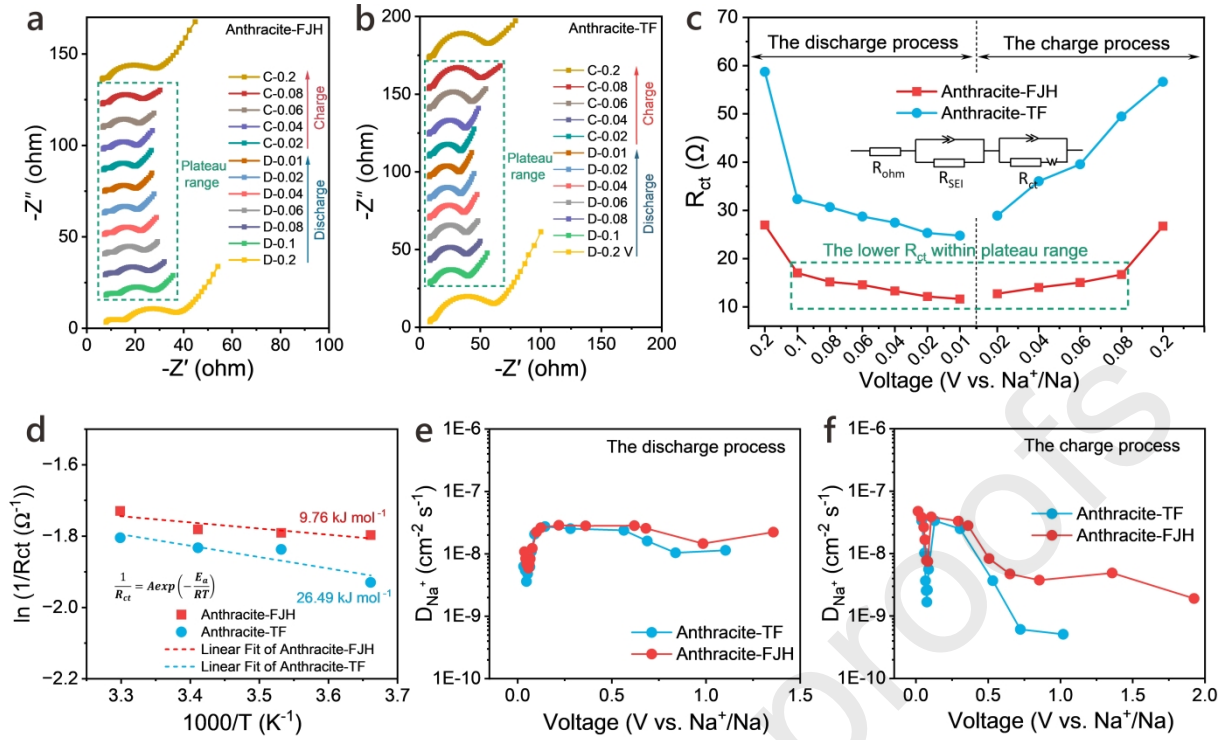 a
Anthracite-FJH
150
100
50
0
-Z″ (ohm)
0 20 40 60 80 100
-Z′ (ohm)
Plateau
range
C-0.2
C-0.08
C-0.06
C-0.04
C-0.02
D-0.01
D-0.02
D-0.04
D-0.06
D-0.08
D-0.1
D-0.2
Charge
Discharge
b
Anthracite-TF
200
160
120
80
40
0
-Z″ (ohm)
0 50 100 150 200
-Z′ (ohm)
Plateau
range
C-0.2
C-0.08
C-0.06
C-0.04
C-0.02
D-0.01
D-0.02
D-0.04
D-0.06
D-0.08
D-0.1
D-0.2 V
Charge
Discharge
c
The discharge process
The charge process
Anthracite-FJH
Anthracite-TF
R_ohm
R_SEI
R_ct
W
The lower R_ct within plateau range
60
50
40
30
20
10
R_ct (Ω)
0.2 0.1 0.08 0.06 0.04 0.02 0.01 0.02 0.04 0.06 0.08 0.2
Voltage (V vs. Na⁺/Na)
d
−1.6
−1.8
−2.0
−2.2
ln (1/Rct (Ω⁻¹))
9.76 kJ mol⁻¹
26.49 kJ mol⁻¹
1/R_ct = Aexp(−E_a/RT)
Anthracite-FJH
Anthracite-TF
Linear Fit of Anthracite-FJH
Linear Fit of Anthracite-TF
3.3 3.4 3.5 3.6 3.7
1000/T (K⁻¹)
e
The discharge process
1E-6
1E-7
1E-8
1E-9
1E-10
D_Na⁺ (cm⁻² s⁻¹)
Anthracite-TF
Anthracite-FJH
0.0 0.5 1.0 1.5
Voltage (V vs. Na⁺/Na)
f
The charge process
1E-6
1E-7
1E-8
1E-9
1E-10
D_Na⁺ (cm⁻² s⁻¹)
Anthracite-TF
Anthracite-FJH
0.0 0.5 1.0 1.5 2.0
Voltage (V vs. Na⁺/Na)
proofs